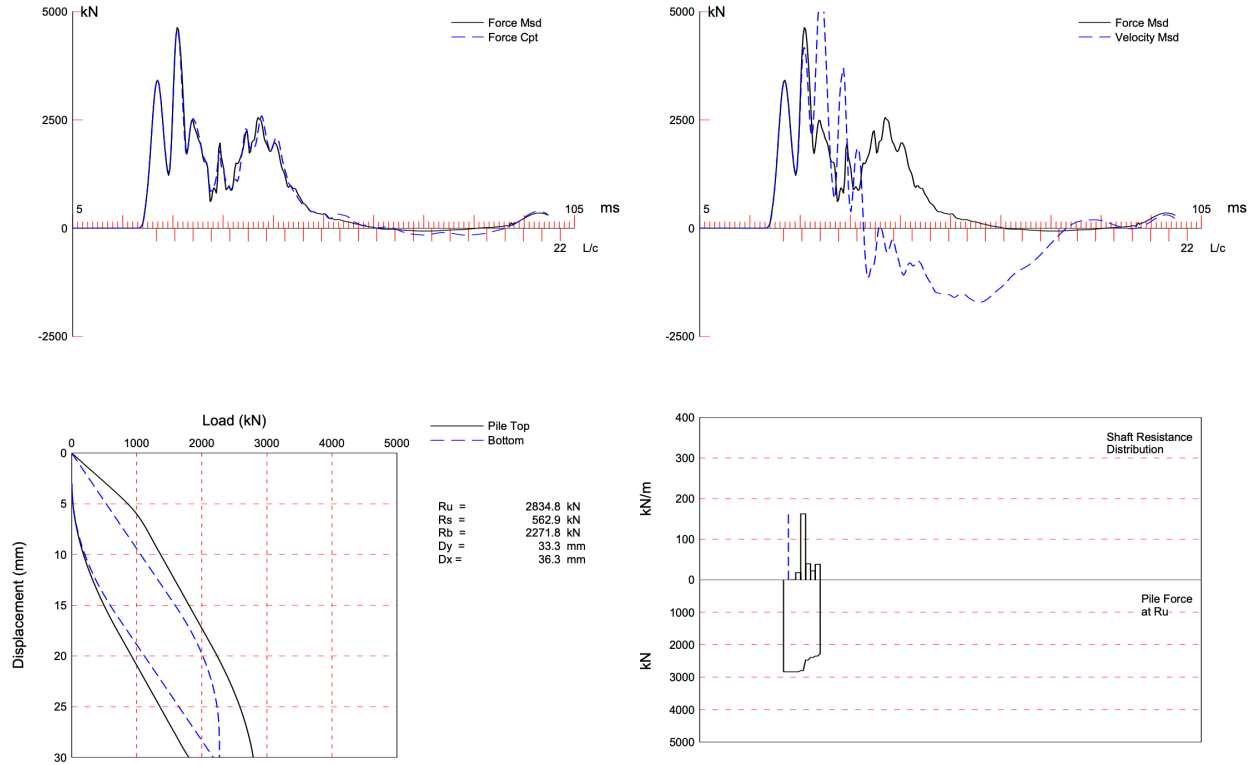 5000
kN
Force Msd
Force Cpt
2500
5
105
ms
0
22
L/c
-2500
5000
kN
Force Msd
Velocity Msd
2500
5
105
ms
0
22
L/c
-2500
Load (kN)
0 1000 2000 3000 4000 5000
Pile Top
Bottom
0
5
10
15
20
25
30
Displacement (mm)
Ru = 2834.8 kN
Rs = 562.9 kN
Rb = 2271.8 kN
Dy = 33.3 mm
Dx = 36.3 mm
400
300
200
100
0
1000
2000
3000
4000
5000
kN/m
kN
Shaft Resistance
Distribution
Pile Force
at Ru